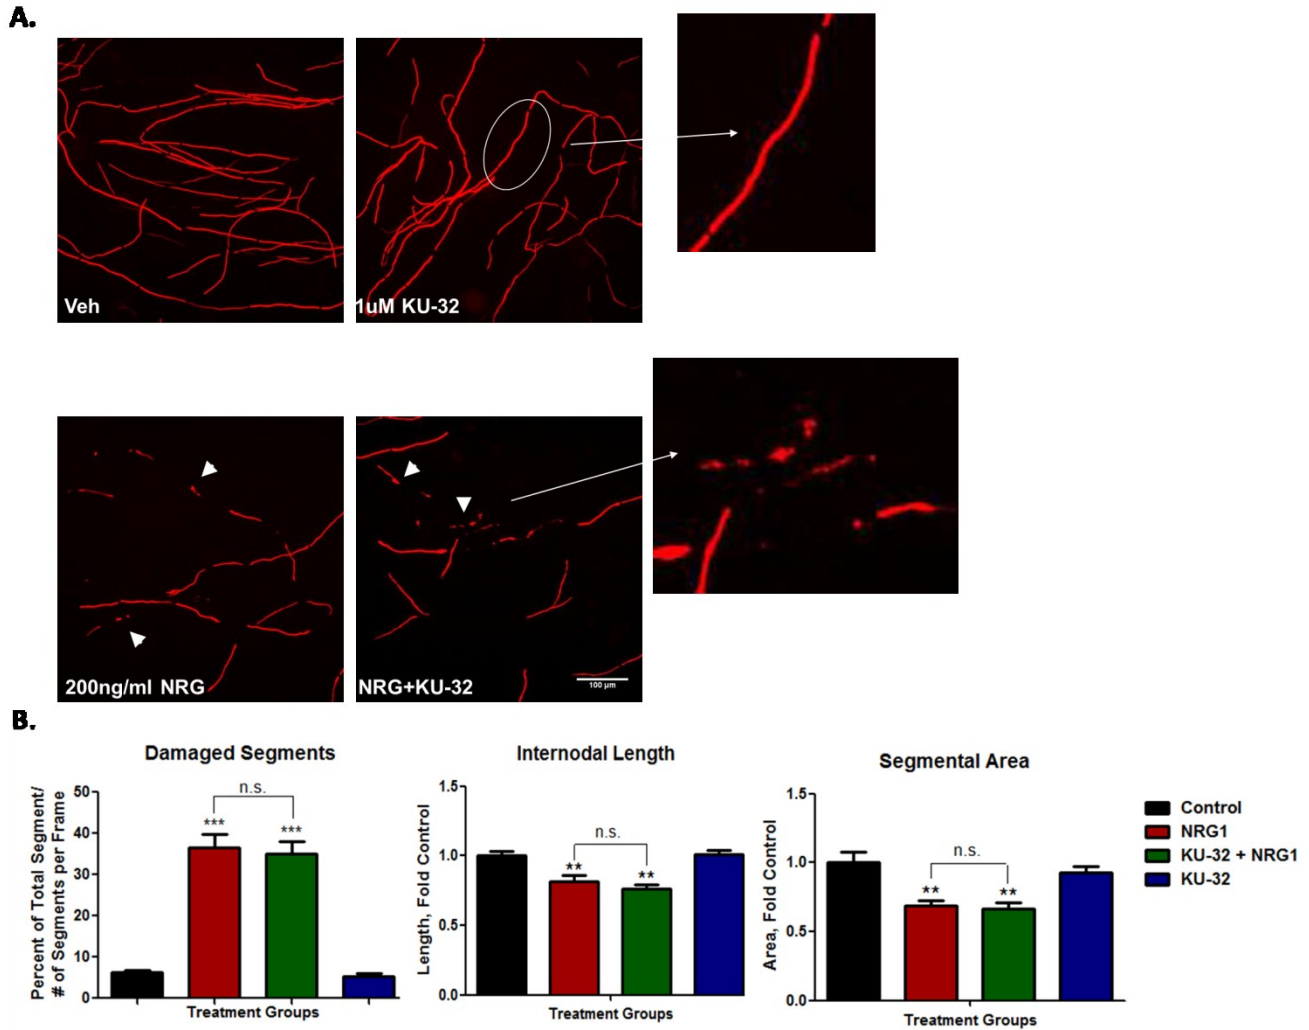 A.
Veh
1uM KU-32
200ng/ml NRG
NRG+KU-32
100 µm
B.
Damaged Segments
Percent of Total Segment/
# of Segments per Frame
50
40
30
20
10
0
***
n.s.
***
Treatment Groups
Internodal Length
Length, Fold Control
1.5
1.0
0.5
0.0
**
n.s.
**
Treatment Groups
Segmental Area
Area, Fold Control
1.5
1.0
0.5
0.0
**
n.s.
**
Treatment Groups
Control
NRG1
KU-32 + NRG1
KU-32